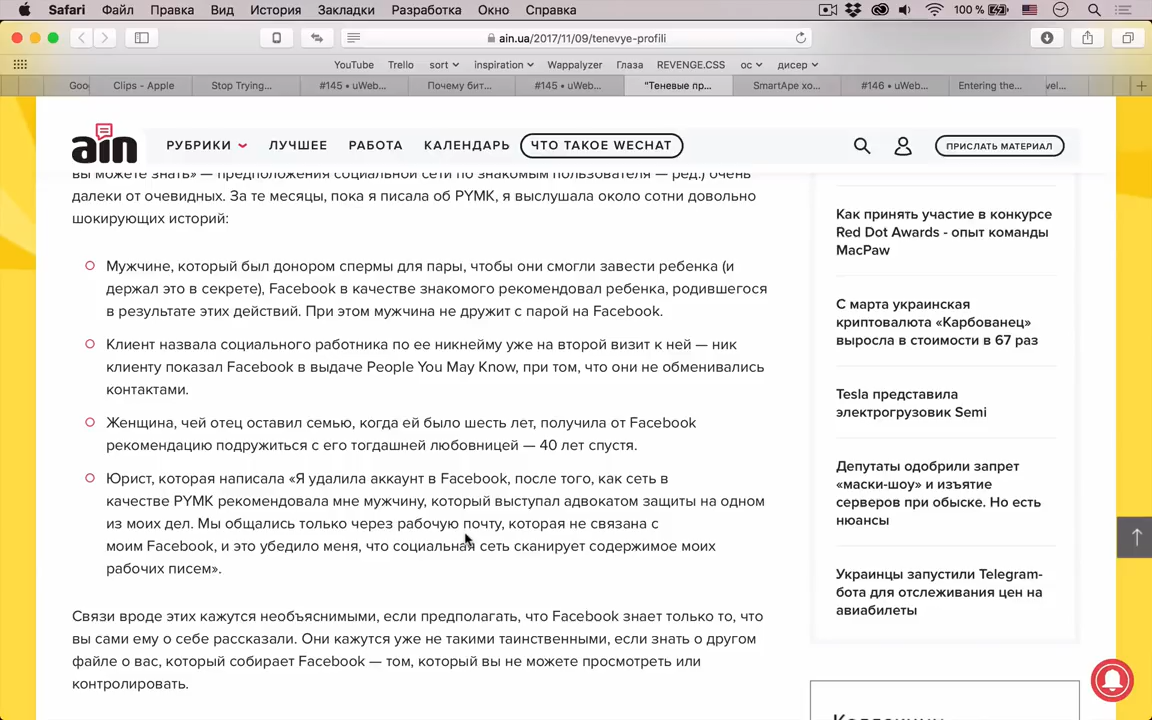 Safari Файл Правка Вид История Закладки Разработка Окно Справка 100 %
ain.ua/2017/11/09/tenevye-profili
YouTube Trello sort inspiration Wappalyzer Глаза REVENGE.CSS ос дисер
Goo Clips - Apple Stop Trying... #145 • uWeb... Почему бит... #145 • uWeb... "Теневые пр... SmartApe хо... #146 • uWeb... Entering the... vel...
ain РУБРИКИ ЛУЧШЕЕ РАБОТА КАЛЕНДАРЬ ЧТО ТАКОЕ WECHAT ПРИСЛАТЬ МАТЕРИАЛ
вы можете знать» — предположения социальной сети по знакомым пользователя — ред.) очень
далеки от очевидных. За те месяцы, пока я писала об PYMK, я выслушала около сотни довольно
шокирующих историй:
Мужчине, который был донором спермы для пары, чтобы они смогли завести ребенка (и
держал это в секрете), Facebook в качестве знакомого рекомендовал ребенка, родившегося
в результате этих действий. При этом мужчина не дружит с парой на Facebook.
Клиент назвала социального работника по ее никнейму уже на второй визит к ней — ник
клиенту показал Facebook в выдаче People You May Know, при том, что они не обменивались
контактами.
Женщина, чей отец оставил семью, когда ей было шесть лет, получила от Facebook
рекомендацию подружиться с его тогдашней любовницей — 40 лет спустя.
Юрист, которая написала «Я удалила аккаунт в Facebook, после того, как сеть в
качестве PYMK рекомендовала мне мужчину, который выступал адвокатом защиты на одном
из моих дел. Мы общались только через рабочую почту, которая не связана с
моим Facebook, и это убедило меня, что социальная сеть сканирует содержимое моих
рабочих писем».
Связи вроде этих кажутся необъяснимыми, если предполагать, что Facebook знает только то, что
вы сами ему о себе рассказали. Они кажутся уже не такими таинственными, если знать о другом
файле о вас, который собирает Facebook — том, который вы не можете просмотреть или
контролировать.
Как принять участие в конкурсе
Red Dot Awards - опыт команды
MacPaw
С марта украинская
криптовалюта «Карбованец»
выросла в стоимости в 67 раз
Tesla представила
электрогрузовик Semi
Депутаты одобрили запрет
«маски-шоу» и изъятие
серверов при обыске. Но есть
нюансы
Украинцы запустили Telegram-
бота для отслеживания цен на
авиабилеты